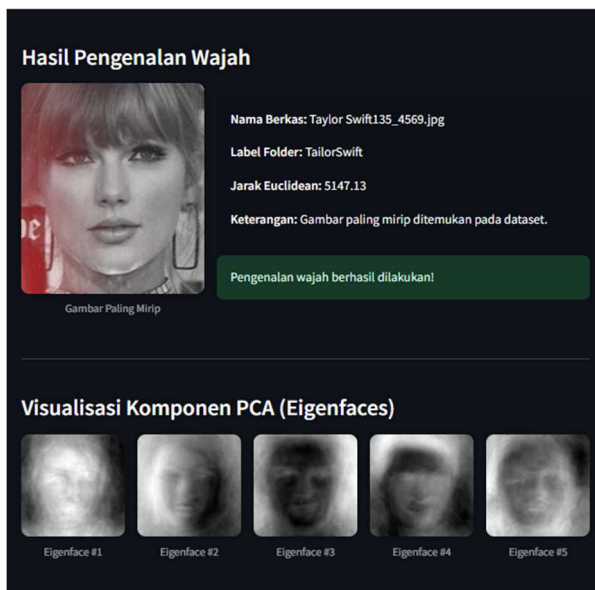 Hasil Pengenalan Wajah
Nama Berkas: Taylor Swift135_4569.jpg
Label Folder: TailorSwift
Jarak Euclidean: 5147.13
Keterangan: Gambar paling mirip ditemukan pada dataset.
Pengenalan wajah berhasil dilakukan!
Gambar Paling Mirip
Visualisasi Komponen PCA (Eigenfaces)
Eigenface #1
Eigenface #2
Eigenface #3
Eigenface #4
Eigenface #5